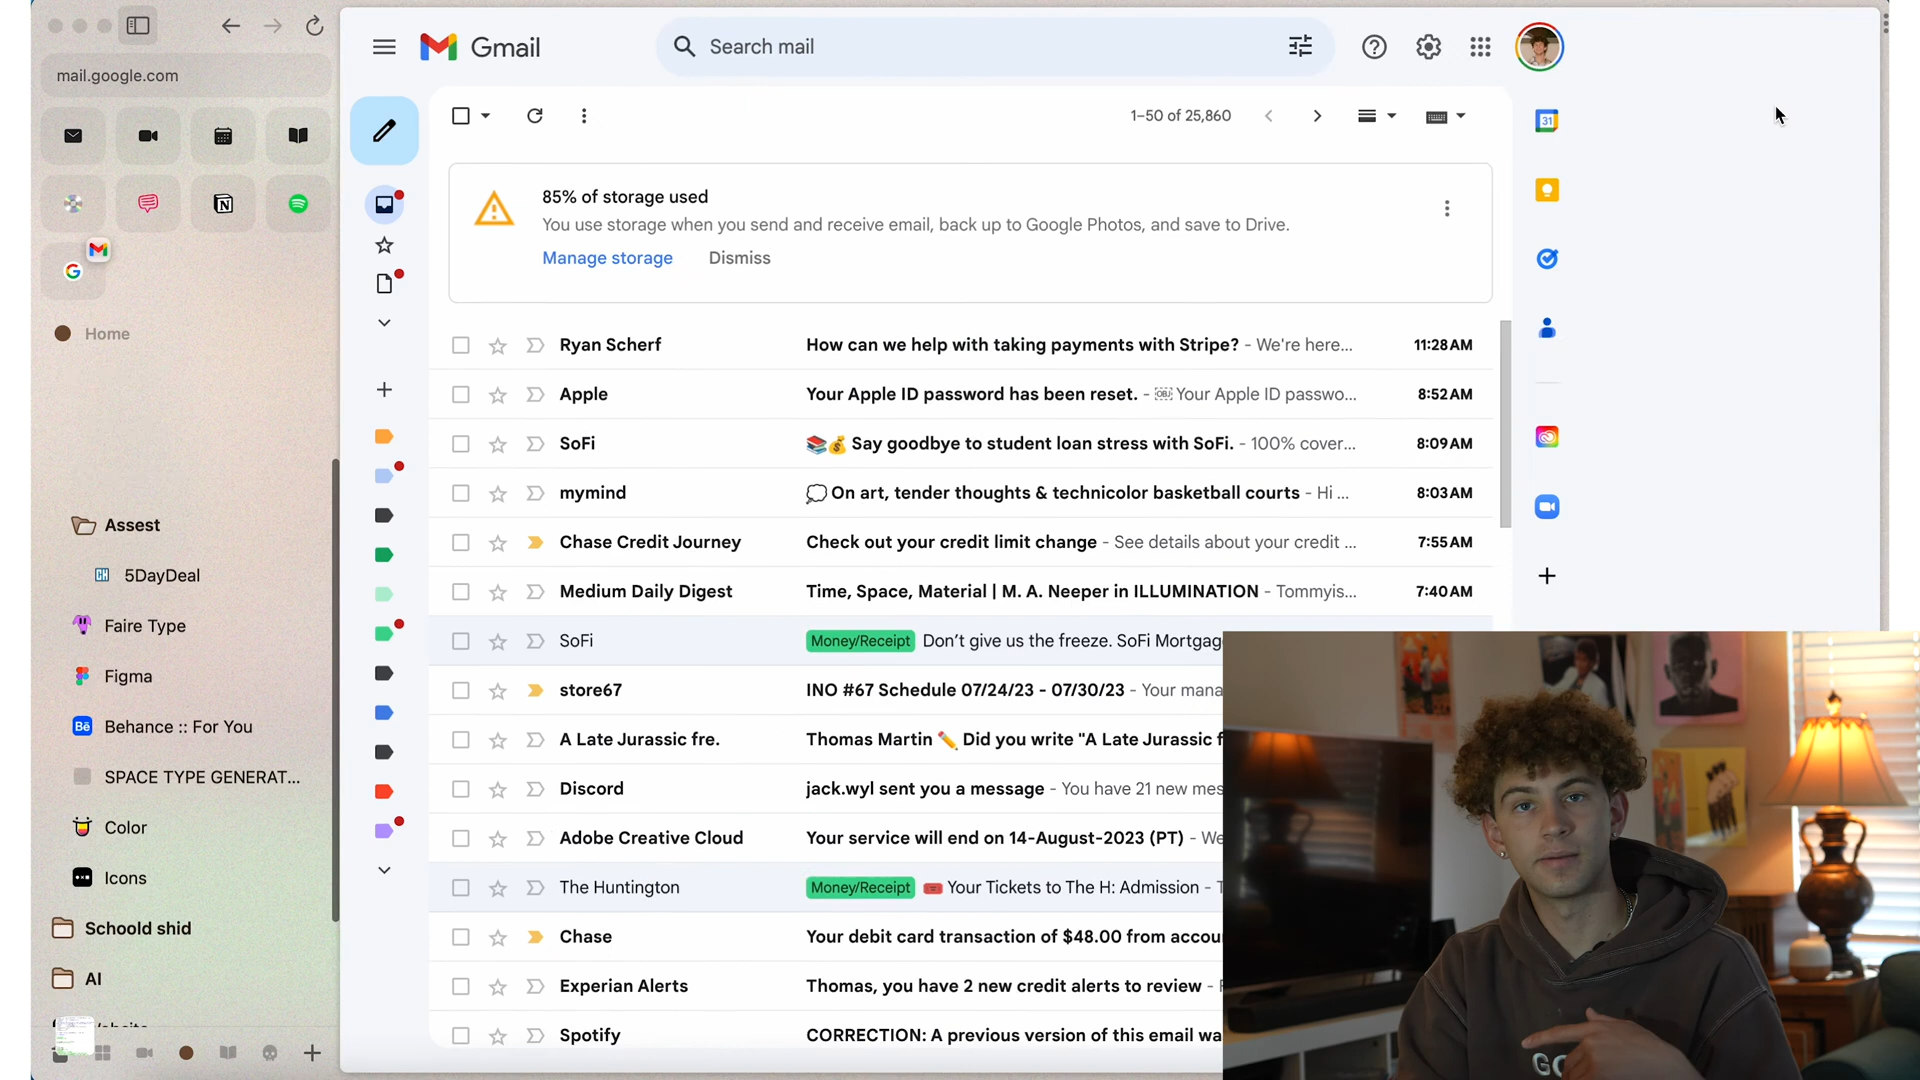 mail.google.com
Home
Assest
CH 5DayDeal
Faire Type
Figma
Bē Behance :: For You
SPACE TYPE GENERAT...
Color
Icons
Schoold shid
AI
Gmail
Search mail
1–50 of 25,860
31
85% of storage used
You use storage when you send and receive email, back up to Google Photos, and save to Drive.
Manage storage Dismiss
Ryan Scherf How can we help with taking payments with Stripe? - We're here... 11:28 AM
Apple Your Apple ID password has been reset. - OBJ Your Apple ID passwo... 8:52 AM
SoFi 📚💰 Say goodbye to student loan stress with SoFi. - 100% cover... 8:09 AM
mymind 💭 On art, tender thoughts & technicolor basketball courts - Hi ... 8:03 AM
Chase Credit Journey Check out your credit limit change - See details about your credit ... 7:55 AM
Medium Daily Digest Time, Space, Material | M. A. Neeper in ILLUMINATION - Tommyis... 7:40 AM
SoFi Money/Receipt Don't give us the freeze. SoFi Mortgag
store67 INO #67 Schedule 07/24/23 - 07/30/23 - Your mana
A Late Jurassic fre. Thomas Martin ✏️ Did you write "A Late Jurassic f
Discord jack.wyl sent you a message - You have 21 new mes
Adobe Creative Cloud Your service will end on 14-August-2023 (PT) - We
The Huntington Money/Receipt 🎟️ Your Tickets to The H: Admission - T
Chase Your debit card transaction of $48.00 from accou
Experian Alerts Thomas, you have 2 new credit alerts to review -
Spotify CORRECTION: A previous version of this email wa